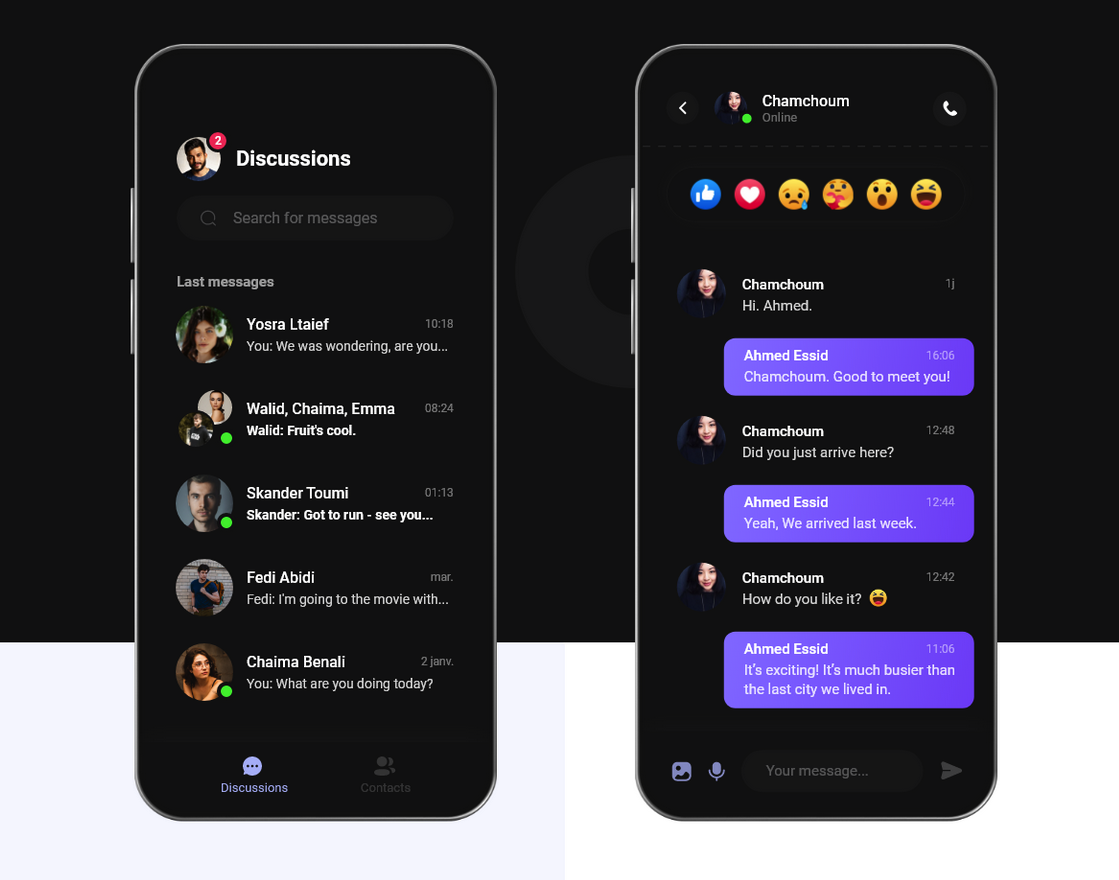 2
Discussions
Search for messages
Last messages
Yosra Ltaief 10:18
You: We was wondering, are you...
Walid, Chaima, Emma 08:24
Walid: Fruit's cool.
Skander Toumi 01:13
Skander: Got to run - see you...
Fedi Abidi mar.
Fedi: I'm going to the movie with...
Chaima Benali 2 janv.
You: What are you doing today?
Discussions Contacts
Chamchoum
Online
Chamchoum 1j
Hi. Ahmed.
Ahmed Essid 16:06
Chamchoum. Good to meet you!
Chamchoum 12:48
Did you just arrive here?
Ahmed Essid 12:44
Yeah, We arrived last week.
Chamchoum 12:42
How do you like it? 😆
Ahmed Essid 11:06
It's exciting! It's much busier than
the last city we lived in.
Your message...